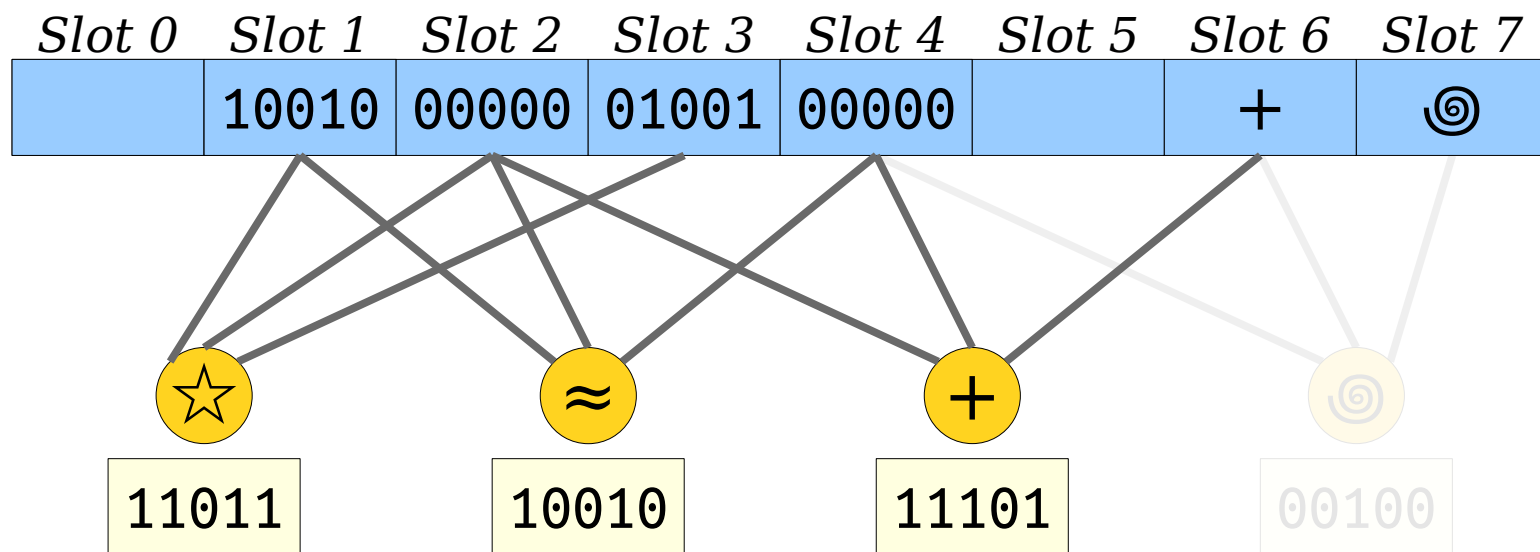 Slot 0 Slot 1 Slot 2 Slot 3 Slot 4 Slot 5 Slot 6 Slot 7
10010 00000 01001 00000 + 🌀
☆ ≈ + 🌀
11011 10010 11101 00100